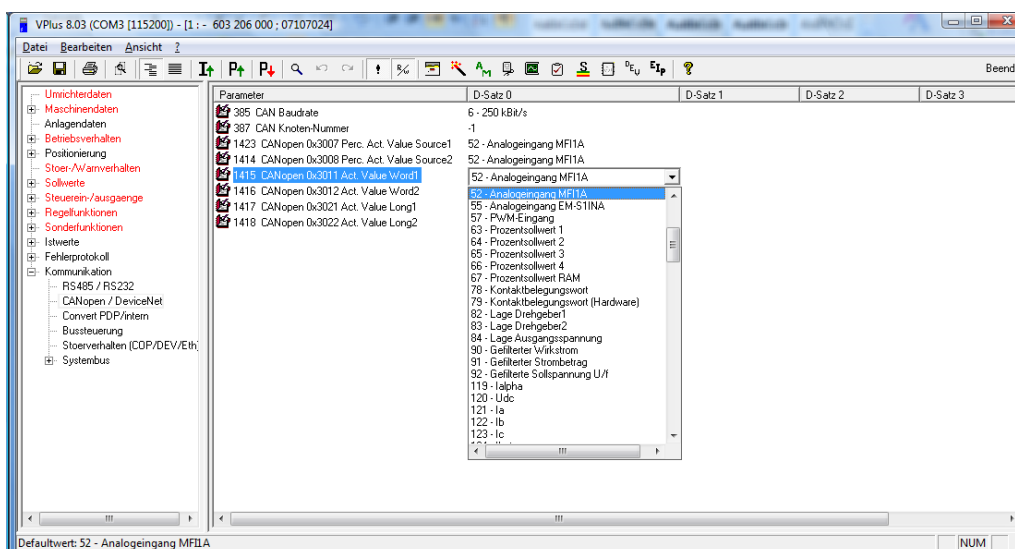 VPlus 8.03 (COM3 [115200]) - [1 : - 603 206 000 ; 07107024]
Datei Bearbeiten Ansicht ?
Beend
Umrichterdaten
Maschinendaten
Anlagendaten
Betriebsverhalten
Positionierung
Stoer-/Warnverhalten
Sollwerte
Steuerein-/ausgaenge
Regelfunktionen
Sonderfunktionen
Istwerte
Fehlerprotokoll
Kommunikation
RS485 / RS232
CANopen / DeviceNet
Convert PDP/intern
Bussteuerung
Stoerverhalten (COP/DEV/Eth)
Systembus
Parameter D-Satz 0 D-Satz 1 D-Satz 2 D-Satz 3
385 CAN Baudrate 6 - 250 kBit/s
387 CAN Knoten-Nummer -1
1423 CANopen 0x3007 Perc. Act. Value Source1 52 - Analogeingang MFI1A
1414 CANopen 0x3008 Perc. Act. Value Source2 52 - Analogeingang MFI1A
1415 CANopen 0x3011 Act. Value Word1 52 - Analogeingang MFI1A
1416 CANopen 0x3012 Act. Value Word2
1417 CANopen 0x3021 Act. Value Long1
1418 CANopen 0x3022 Act. Value Long2
52 - Analogeingang MFI1A
55 - Analogeingang EM-S1INA
57 - PWM-Eingang
63 - Prozentsollwert 1
64 - Prozentsollwert 2
65 - Prozentsollwert 3
66 - Prozentsollwert 4
67 - Prozentsollwert RAM
78 - Kontaktbelegungswort
79 - Kontaktbelegungswort (Hardware)
82 - Lage Drehgeber1
83 - Lage Drehgeber2
84 - Lage Ausgangsspannung
90 - Gefilterter Wirkstrom
91 - Gefilterter Strombetrag
92 - Gefilterte Sollspannung U/f
119 - Ialpha
120 - Udc
121 - Ia
122 - Ib
123 - Ic
Defaultwert: 52 - Analogeingang MFI1A
NUM